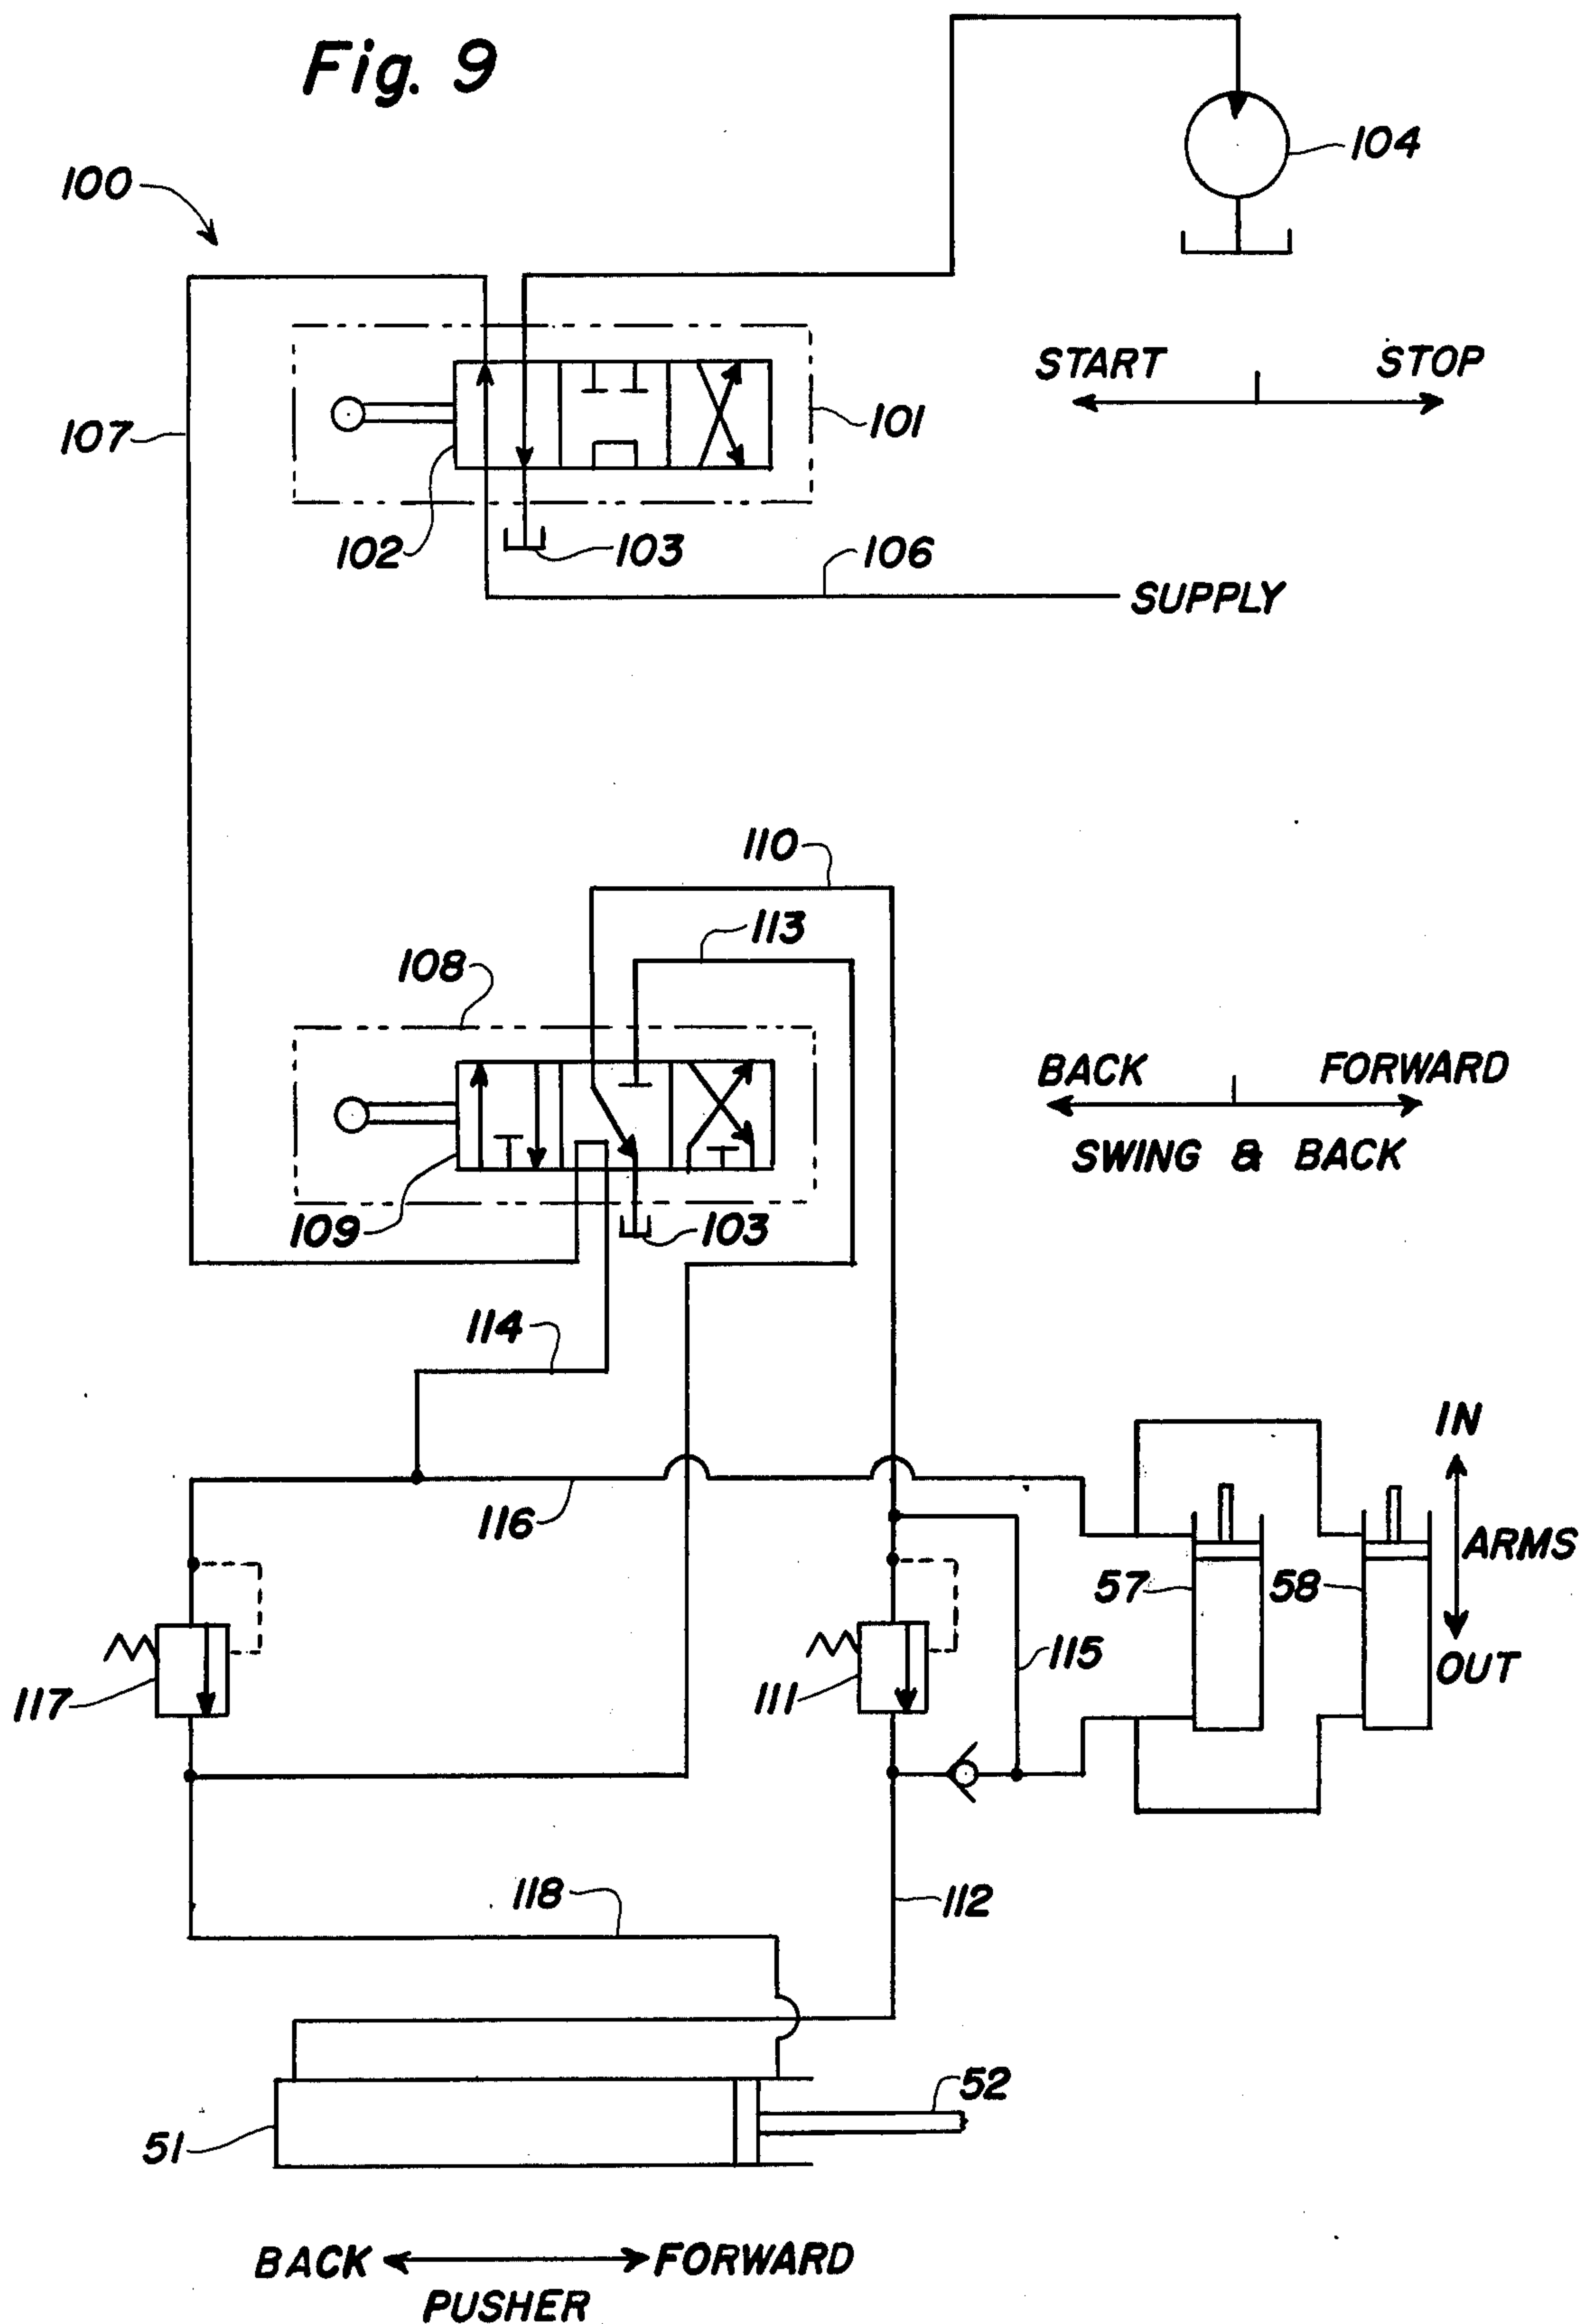 Fig. 9
104
100
START STOP
101
107
102
103
106
SUPPLY
110
113
108
BACK FORWARD
SWING & BACK
109
103
114
IN
116
ARMS
57
58
115
OUT
117
111
118
112
52
51
BACK FORWARD
PUSHER